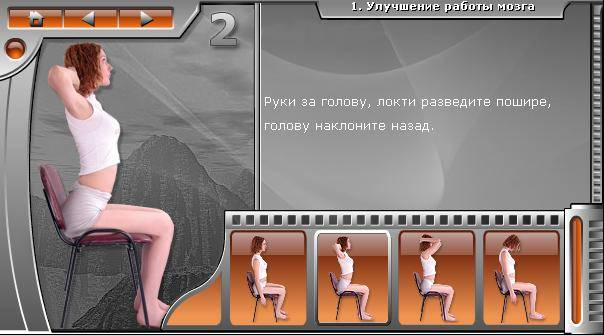 1. Улучшение работы мозга
2
Руки за голову, локти разведите пошире,
голову наклоните назад.